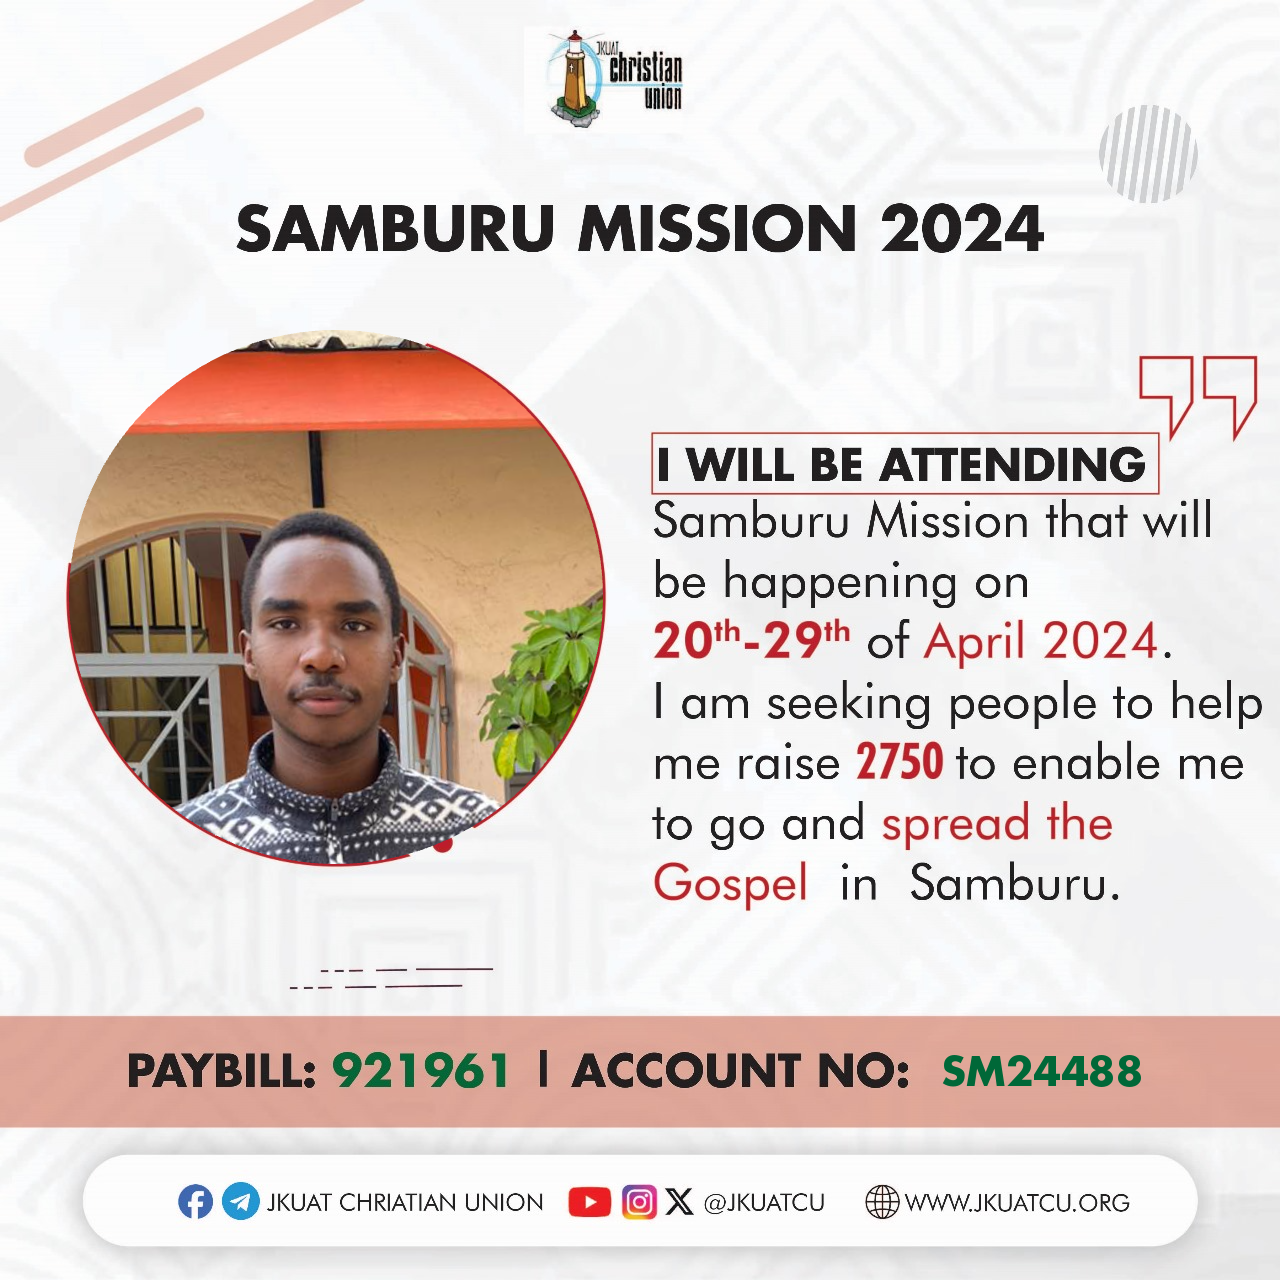 JKUAT
christian
union
SAMBURU MISSION 2024
I WILL BE ATTENDING
Samburu Mission that will
be happening on
20th-29th of April 2024.
I am seeking people to help
me raise 2750 to enable me
to go and spread the
Gospel in Samburu.
PAYBILL: 921961 | ACCOUNT NO: SM24488
JKUAT CHRIATIAN UNION @JKUATCU WWW.JKUATCU.ORG